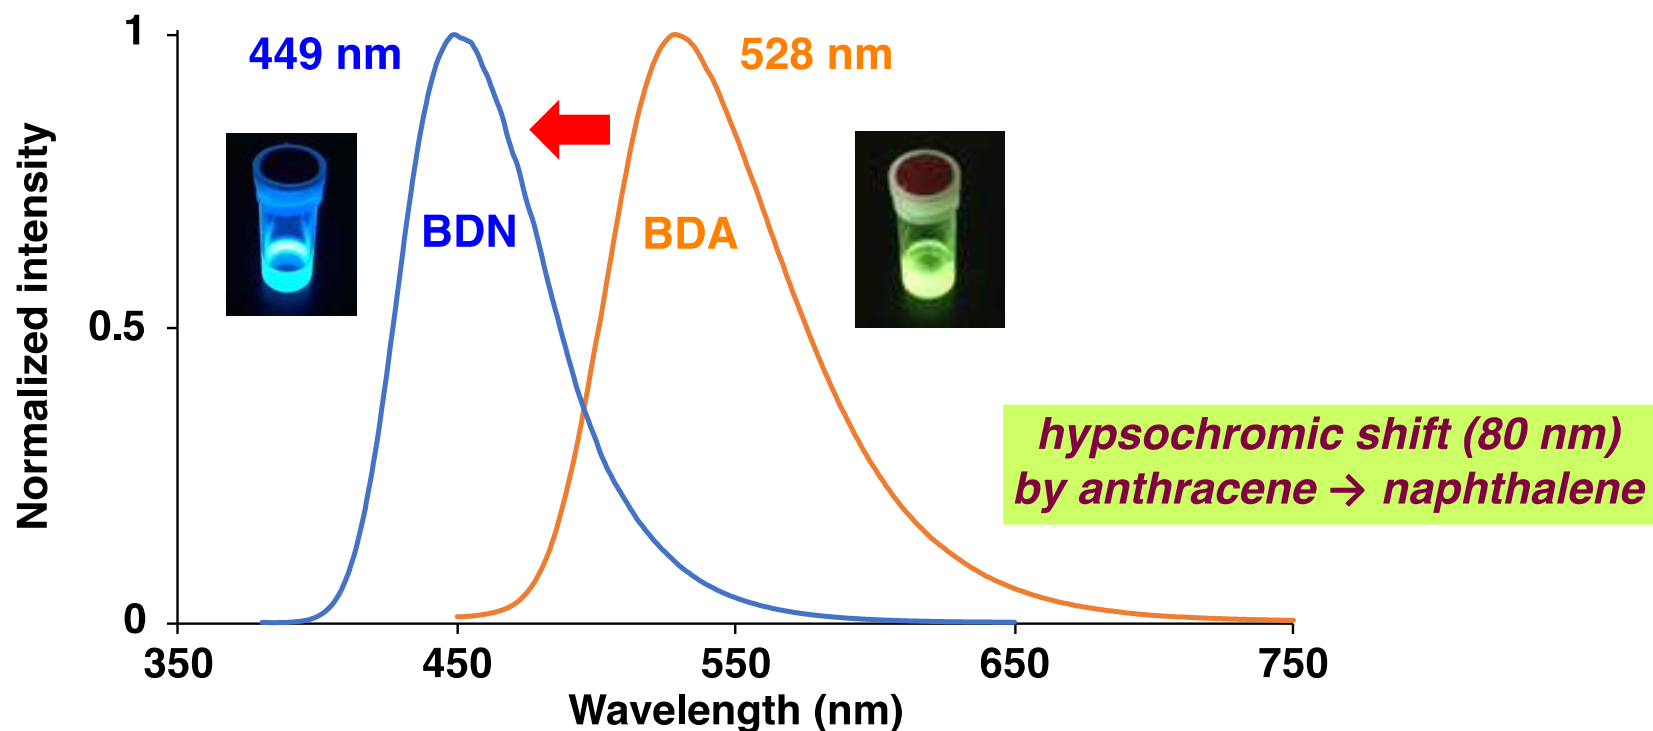 1
449 nm
528 nm
BDN
BDA
Normalized intensity
0.5
hypsochromic shift (80 nm)
by anthracene → naphthalene
0
350 450 550 650 750
Wavelength (nm)